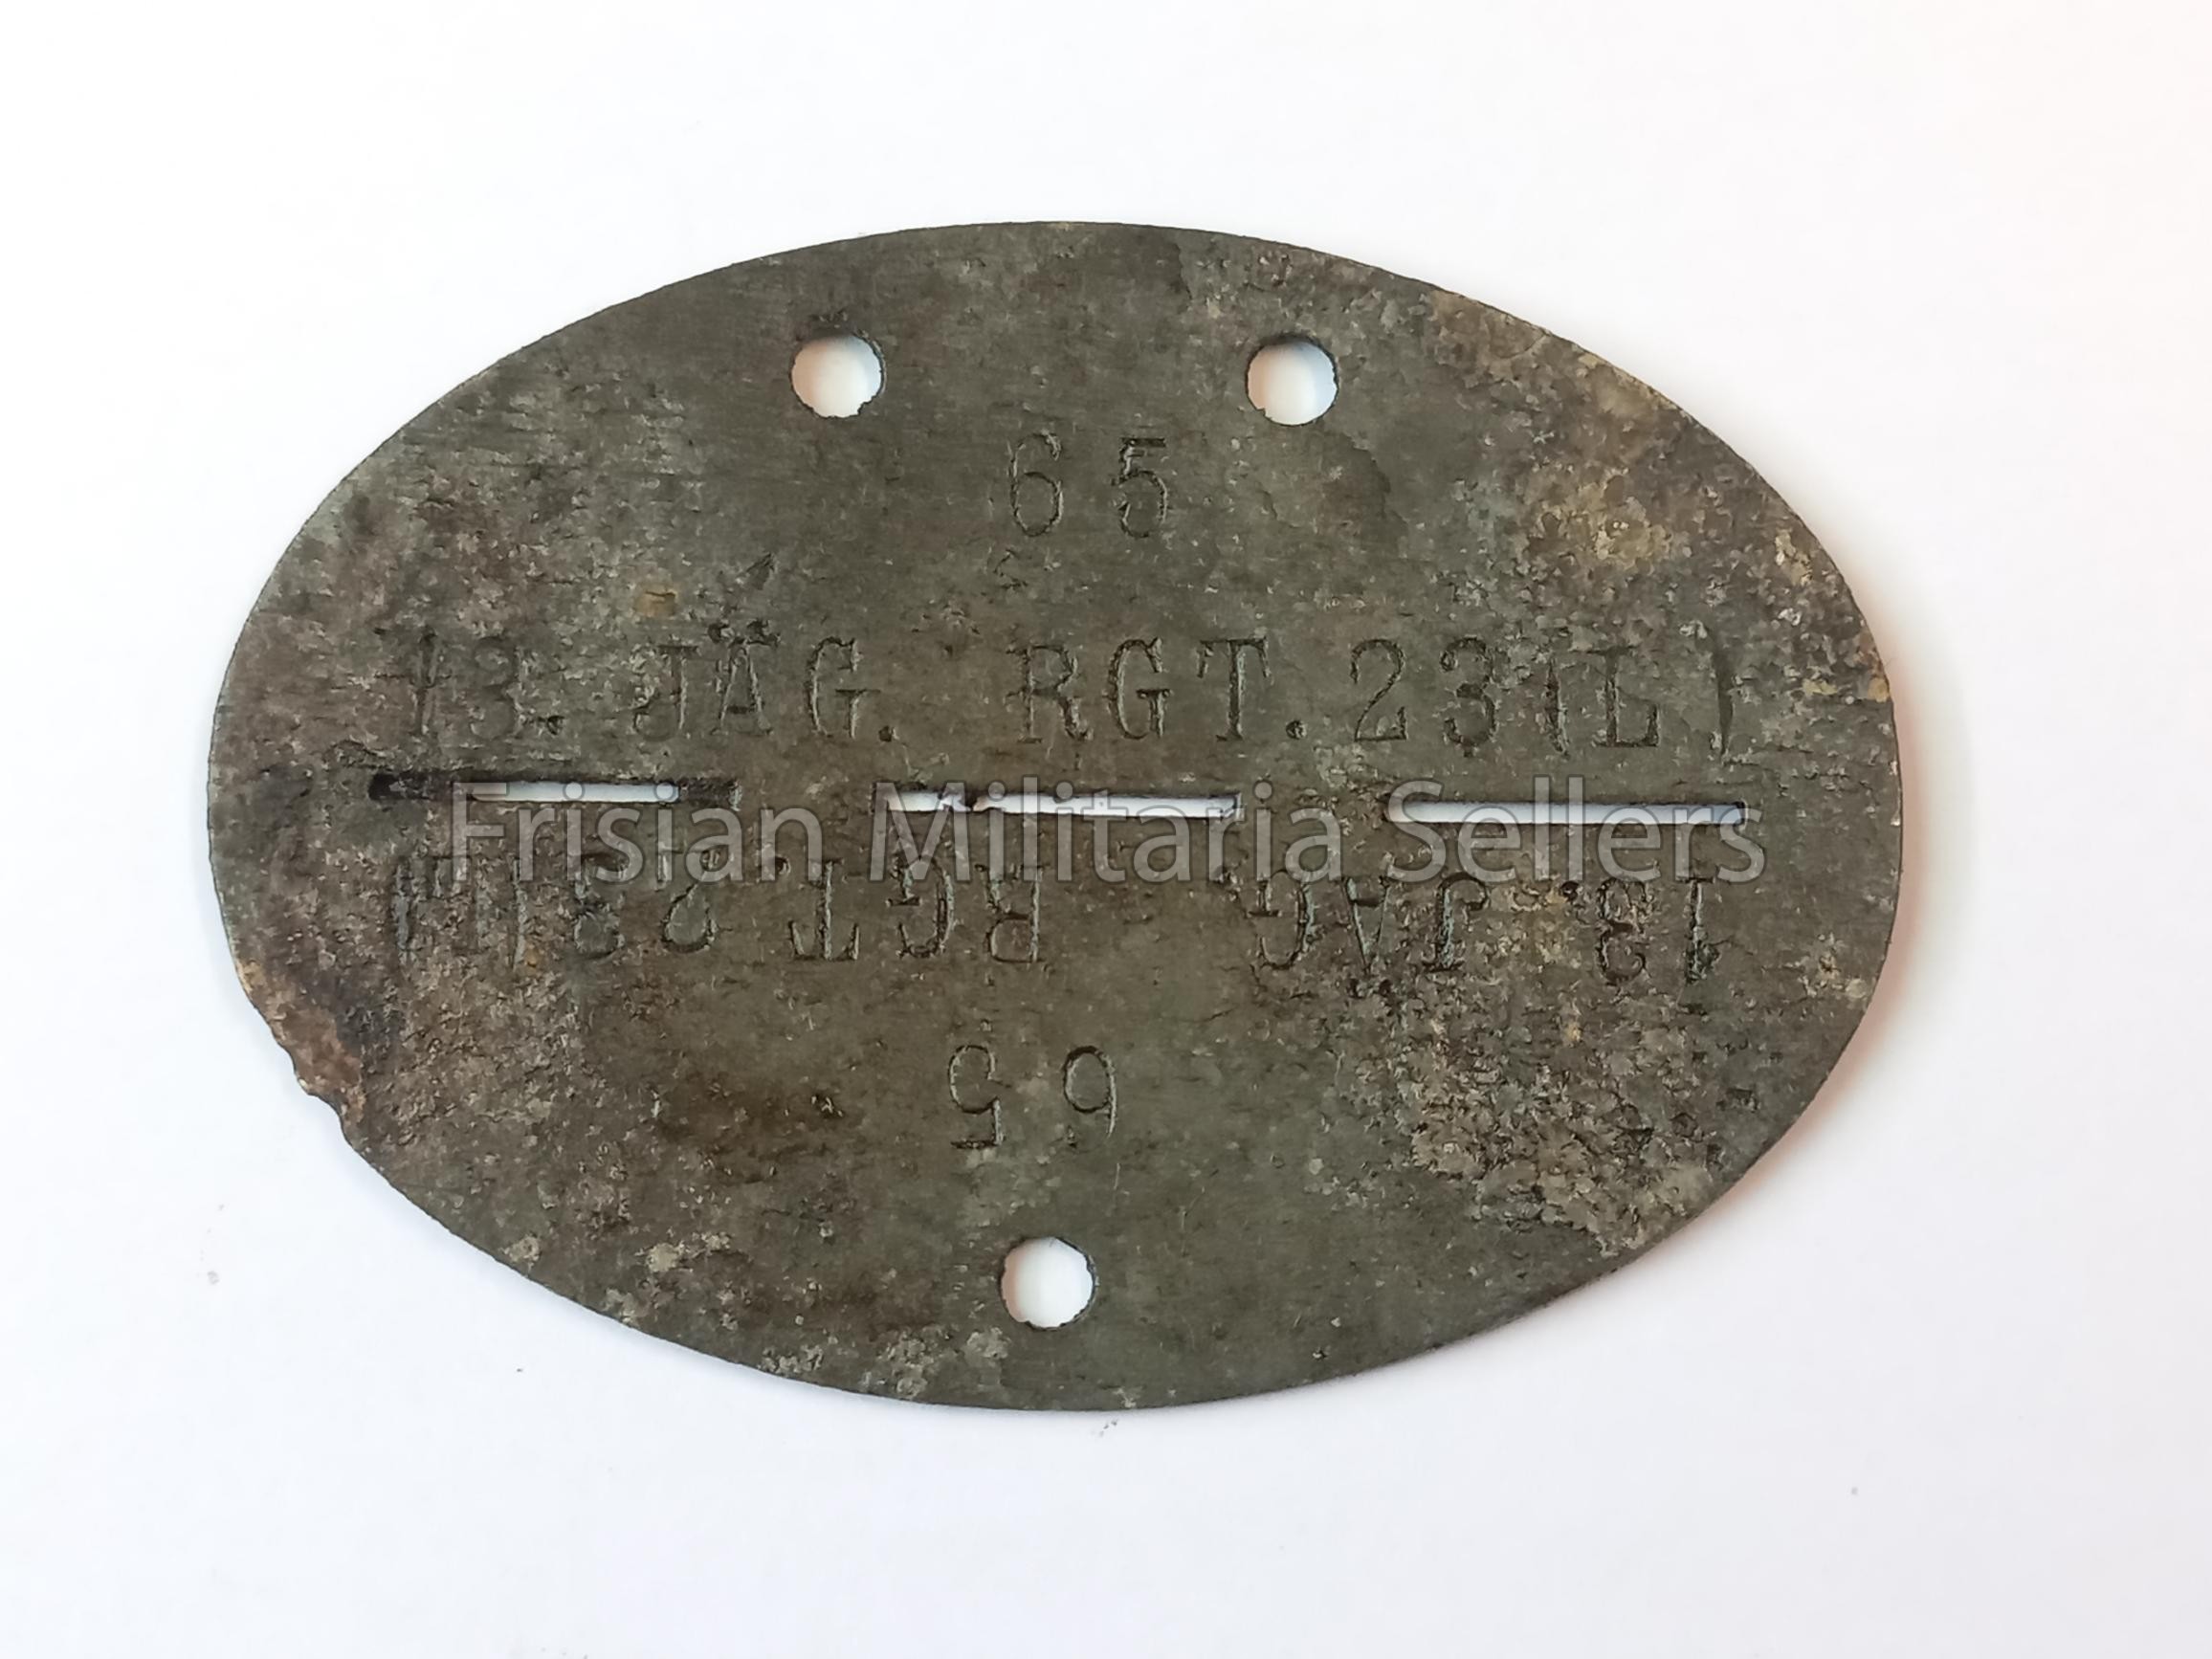 65
13. JÄG. RGT. 23(L)
Frisian Militaria Sellers
13. JÄG. RGT. 23(L)
65